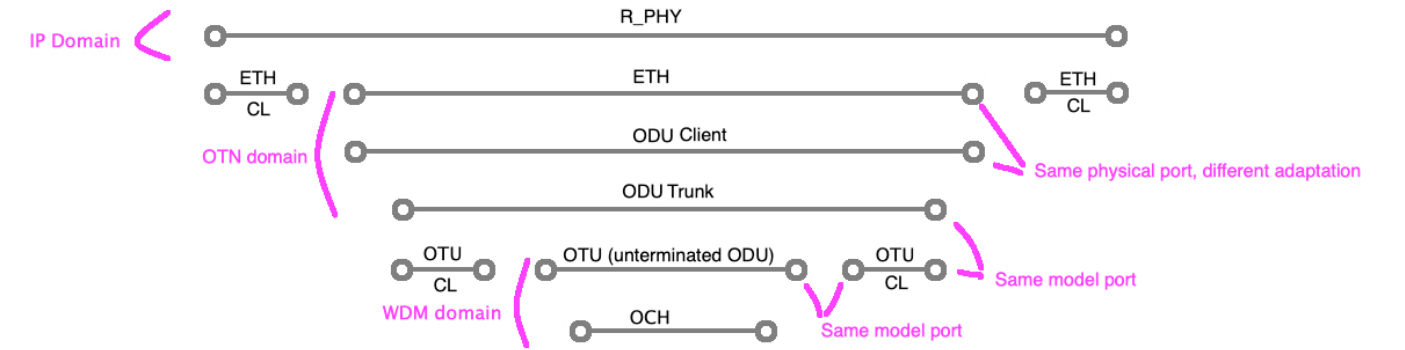 R_PHY
IP Domain
ETH
ETH
ETH
CL
CL
ODU Client
OTN domain
Same physical port, different adaptation
ODU Trunk
OTU
OTU (unterminated ODU)
OTU
CL
CL
Same model port
WDM domain
OCH
Same model port